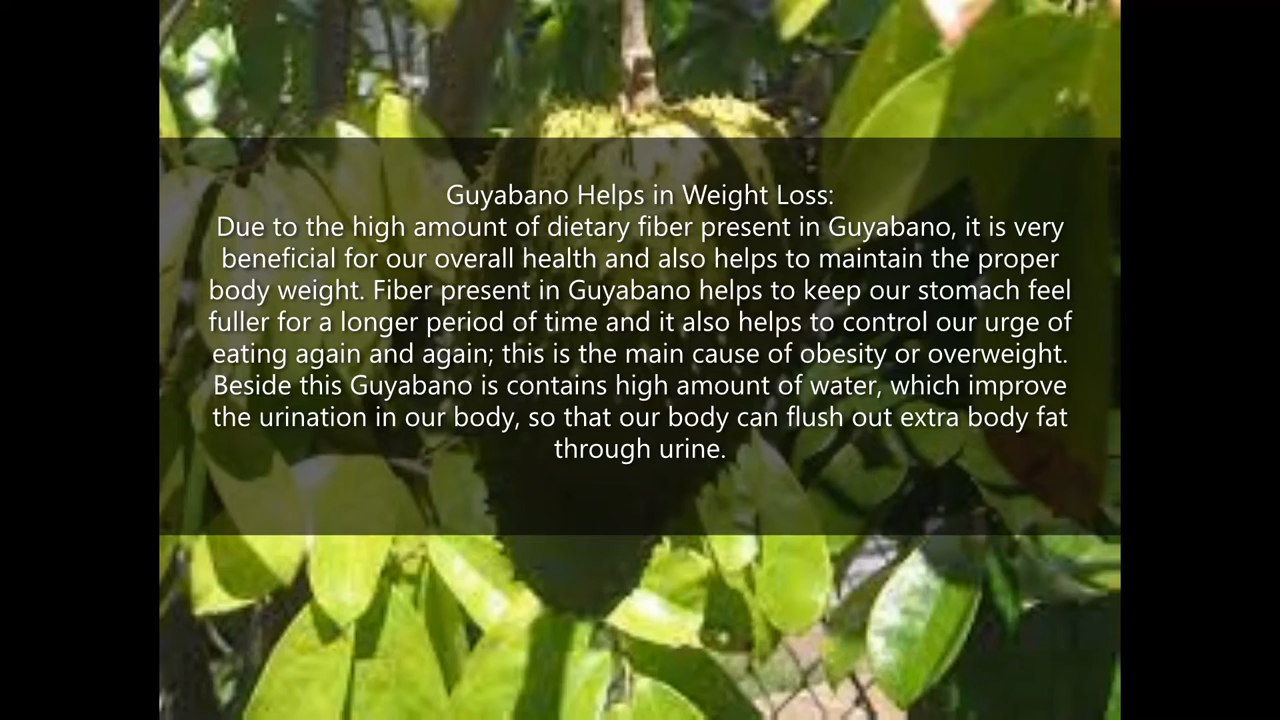 Guyabano Helps in Weight Loss:
Due to the high amount of dietary fiber present in Guyabano, it is very
beneficial for our overall health and also helps to maintain the proper
body weight. Fiber present in Guyabano helps to keep our stomach feel
fuller for a longer period of time and it also helps to control our urge of
eating again and again; this is the main cause of obesity or overweight.
Beside this Guyabano is contains high amount of water, which improve
the urination in our body, so that our body can flush out extra body fat
through urine.